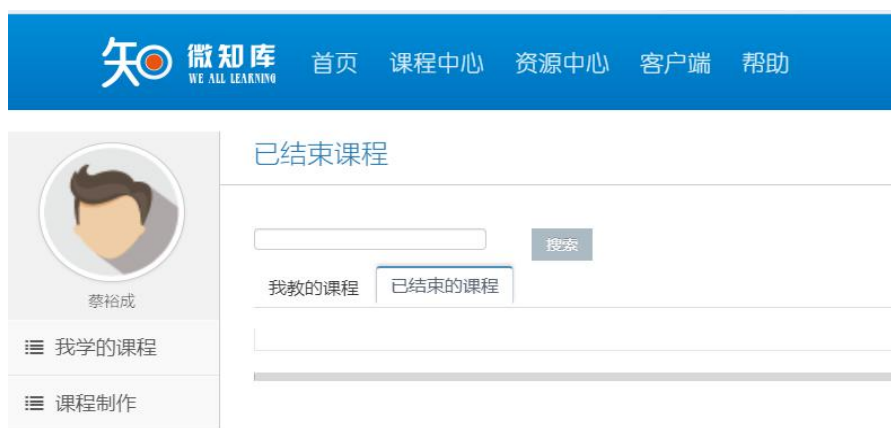 知 微知库 首页 课程中心 资源中心 客户端 帮助
WE ALL LEARNING
已结束课程
搜索
我教的课程 已结束的课程
蔡裕成
我学的课程
课程制作